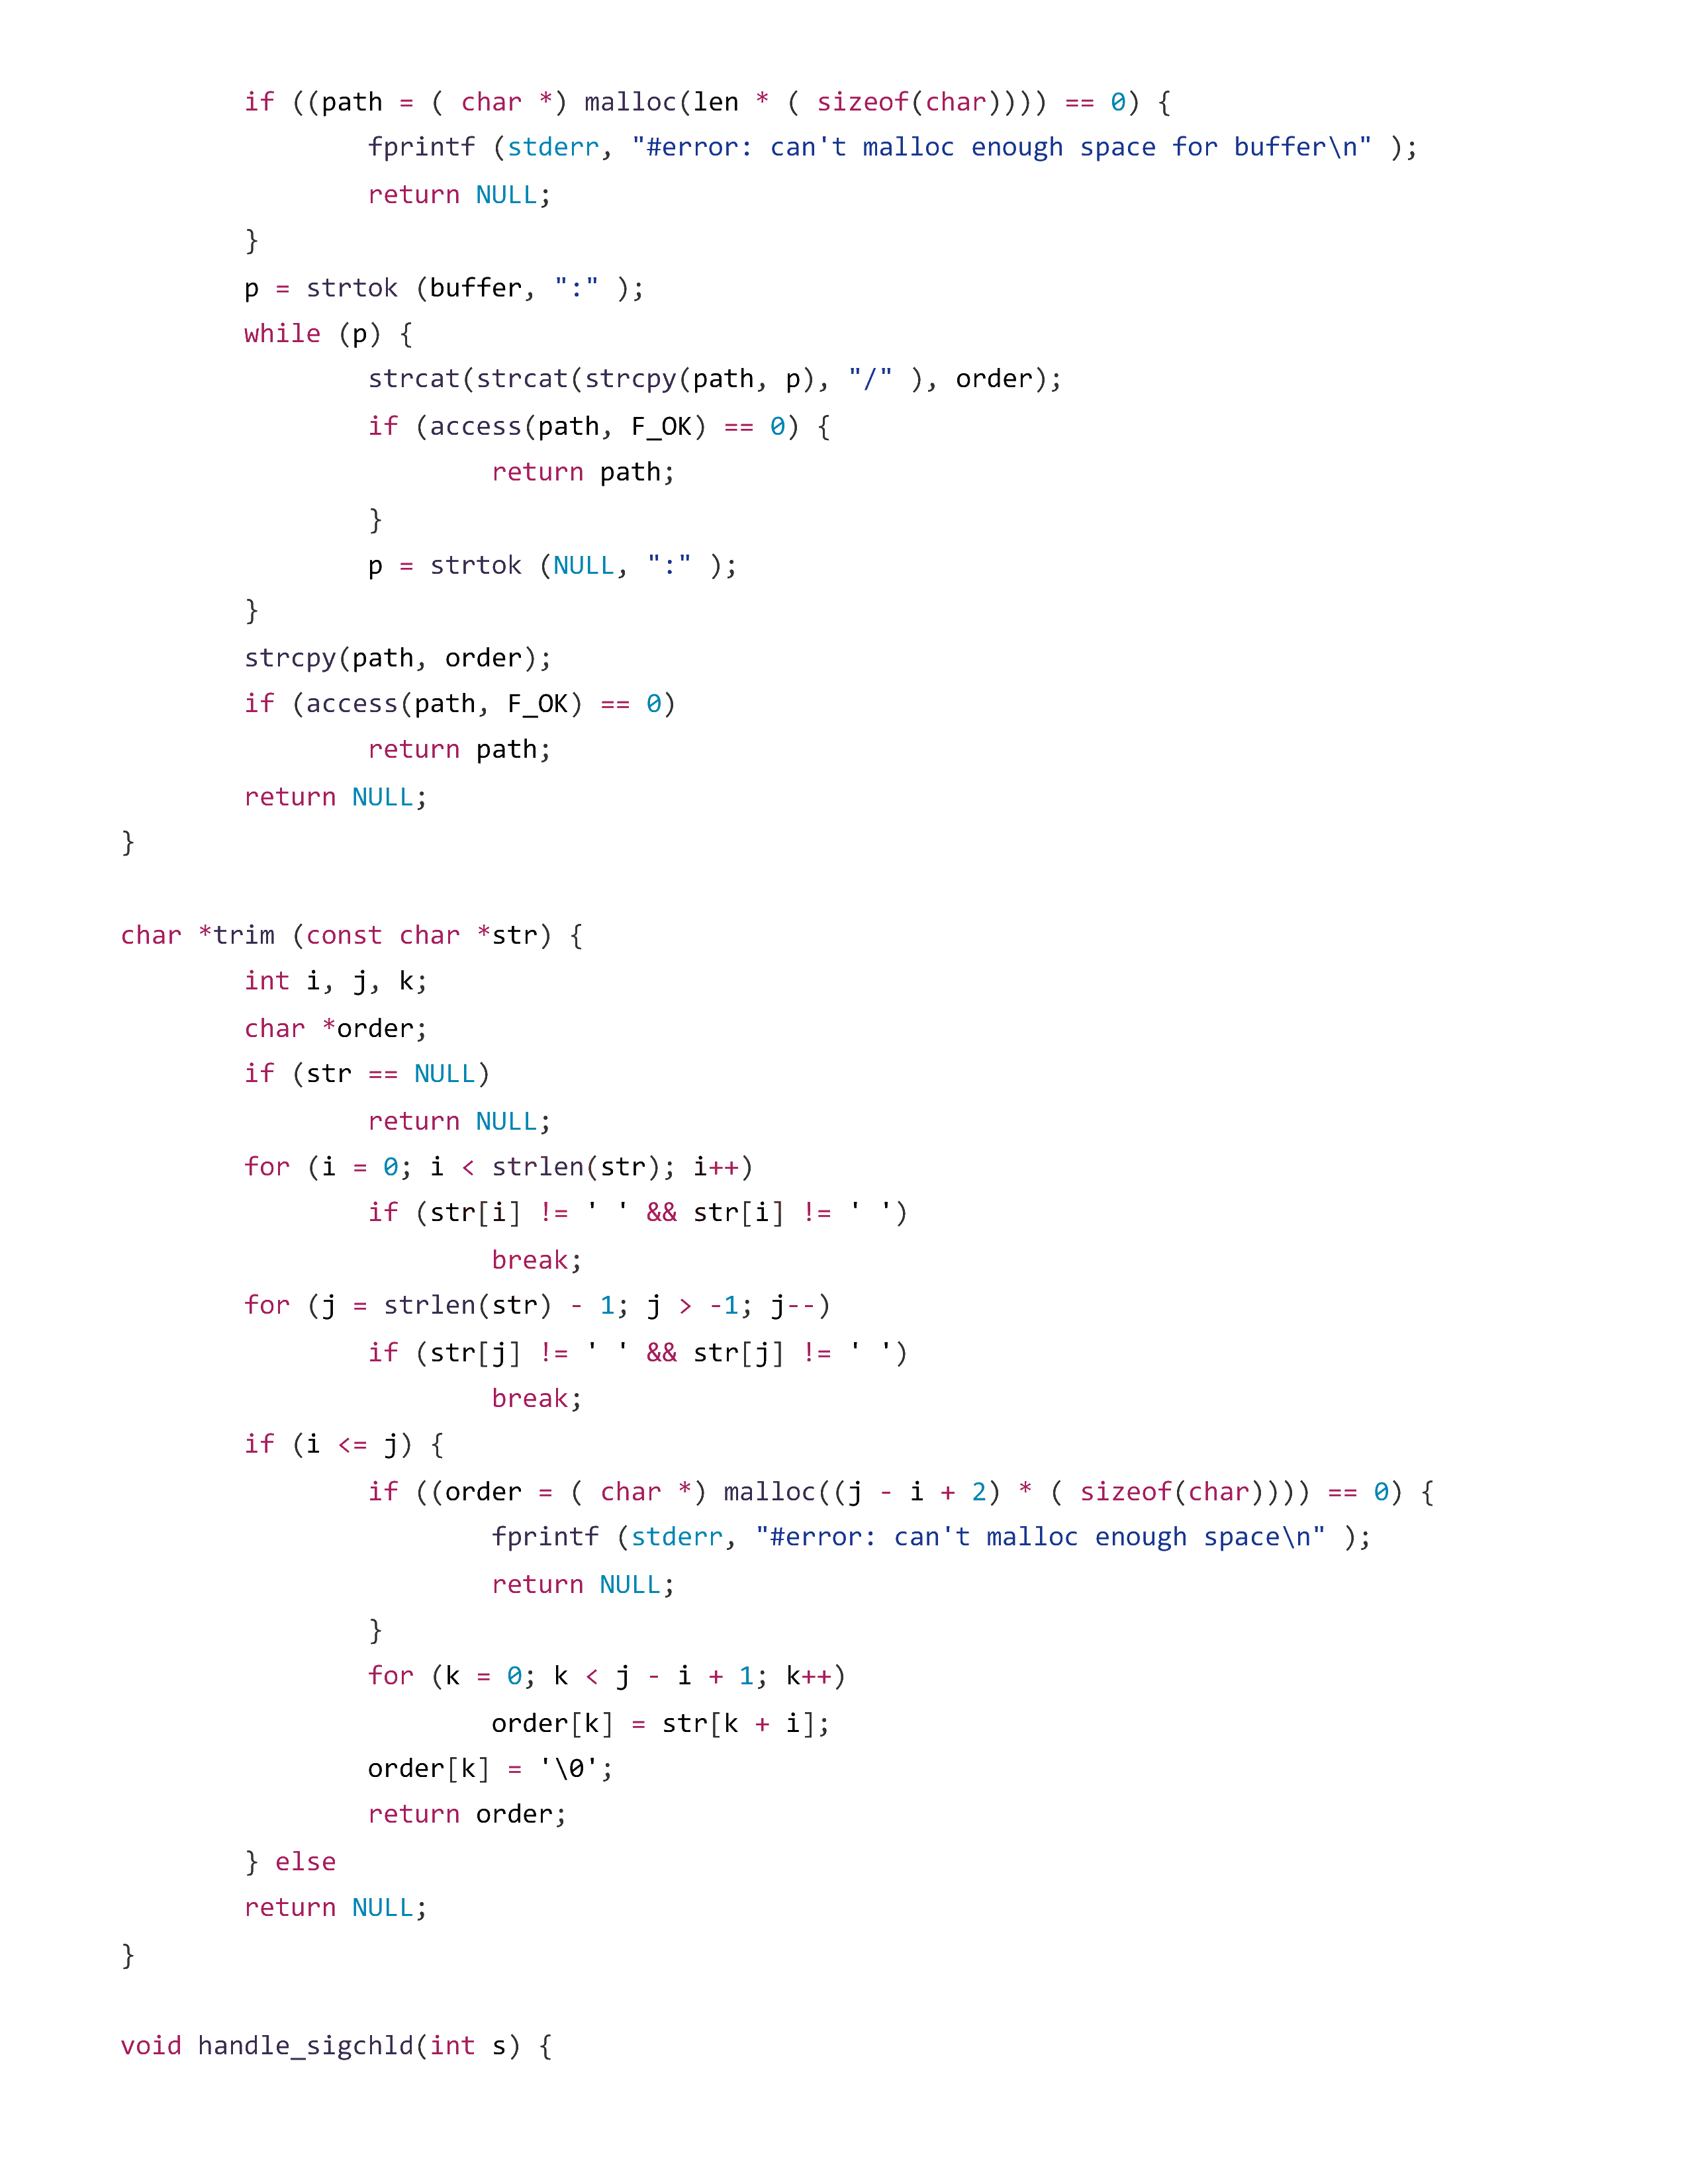 if ((path = ( char *) malloc(len * ( sizeof(char)))) == 0) {
fprintf (stderr, "#error: can't malloc enough space for buffer\n" );
return NULL;
}
p = strtok (buffer, ":" );
while (p) {
strcat(strcat(strcpy(path, p), "/" ), order);
if (access(path, F_OK) == 0) {
return path;
}
p = strtok (NULL, ":" );
}
strcpy(path, order);
if (access(path, F_OK) == 0)
return path;
return NULL;
}
char *trim (const char *str) {
int i, j, k;
char *order;
if (str == NULL)
return NULL;
for (i = 0; i < strlen(str); i++)
if (str[i] != ' ' && str[i] != ' ')
break;
for (j = strlen(str) - 1; j > -1; j--)
if (str[j] != ' ' && str[j] != ' ')
break;
if (i <= j) {
if ((order = ( char *) malloc((j - i + 2) * ( sizeof(char)))) == 0) {
fprintf (stderr, "#error: can't malloc enough space\n" );
return NULL;
}
for (k = 0; k < j - i + 1; k++)
order[k] = str[k + i];
order[k] = '\0';
return order;
} else
return NULL;
}
void handle_sigchld(int s) {